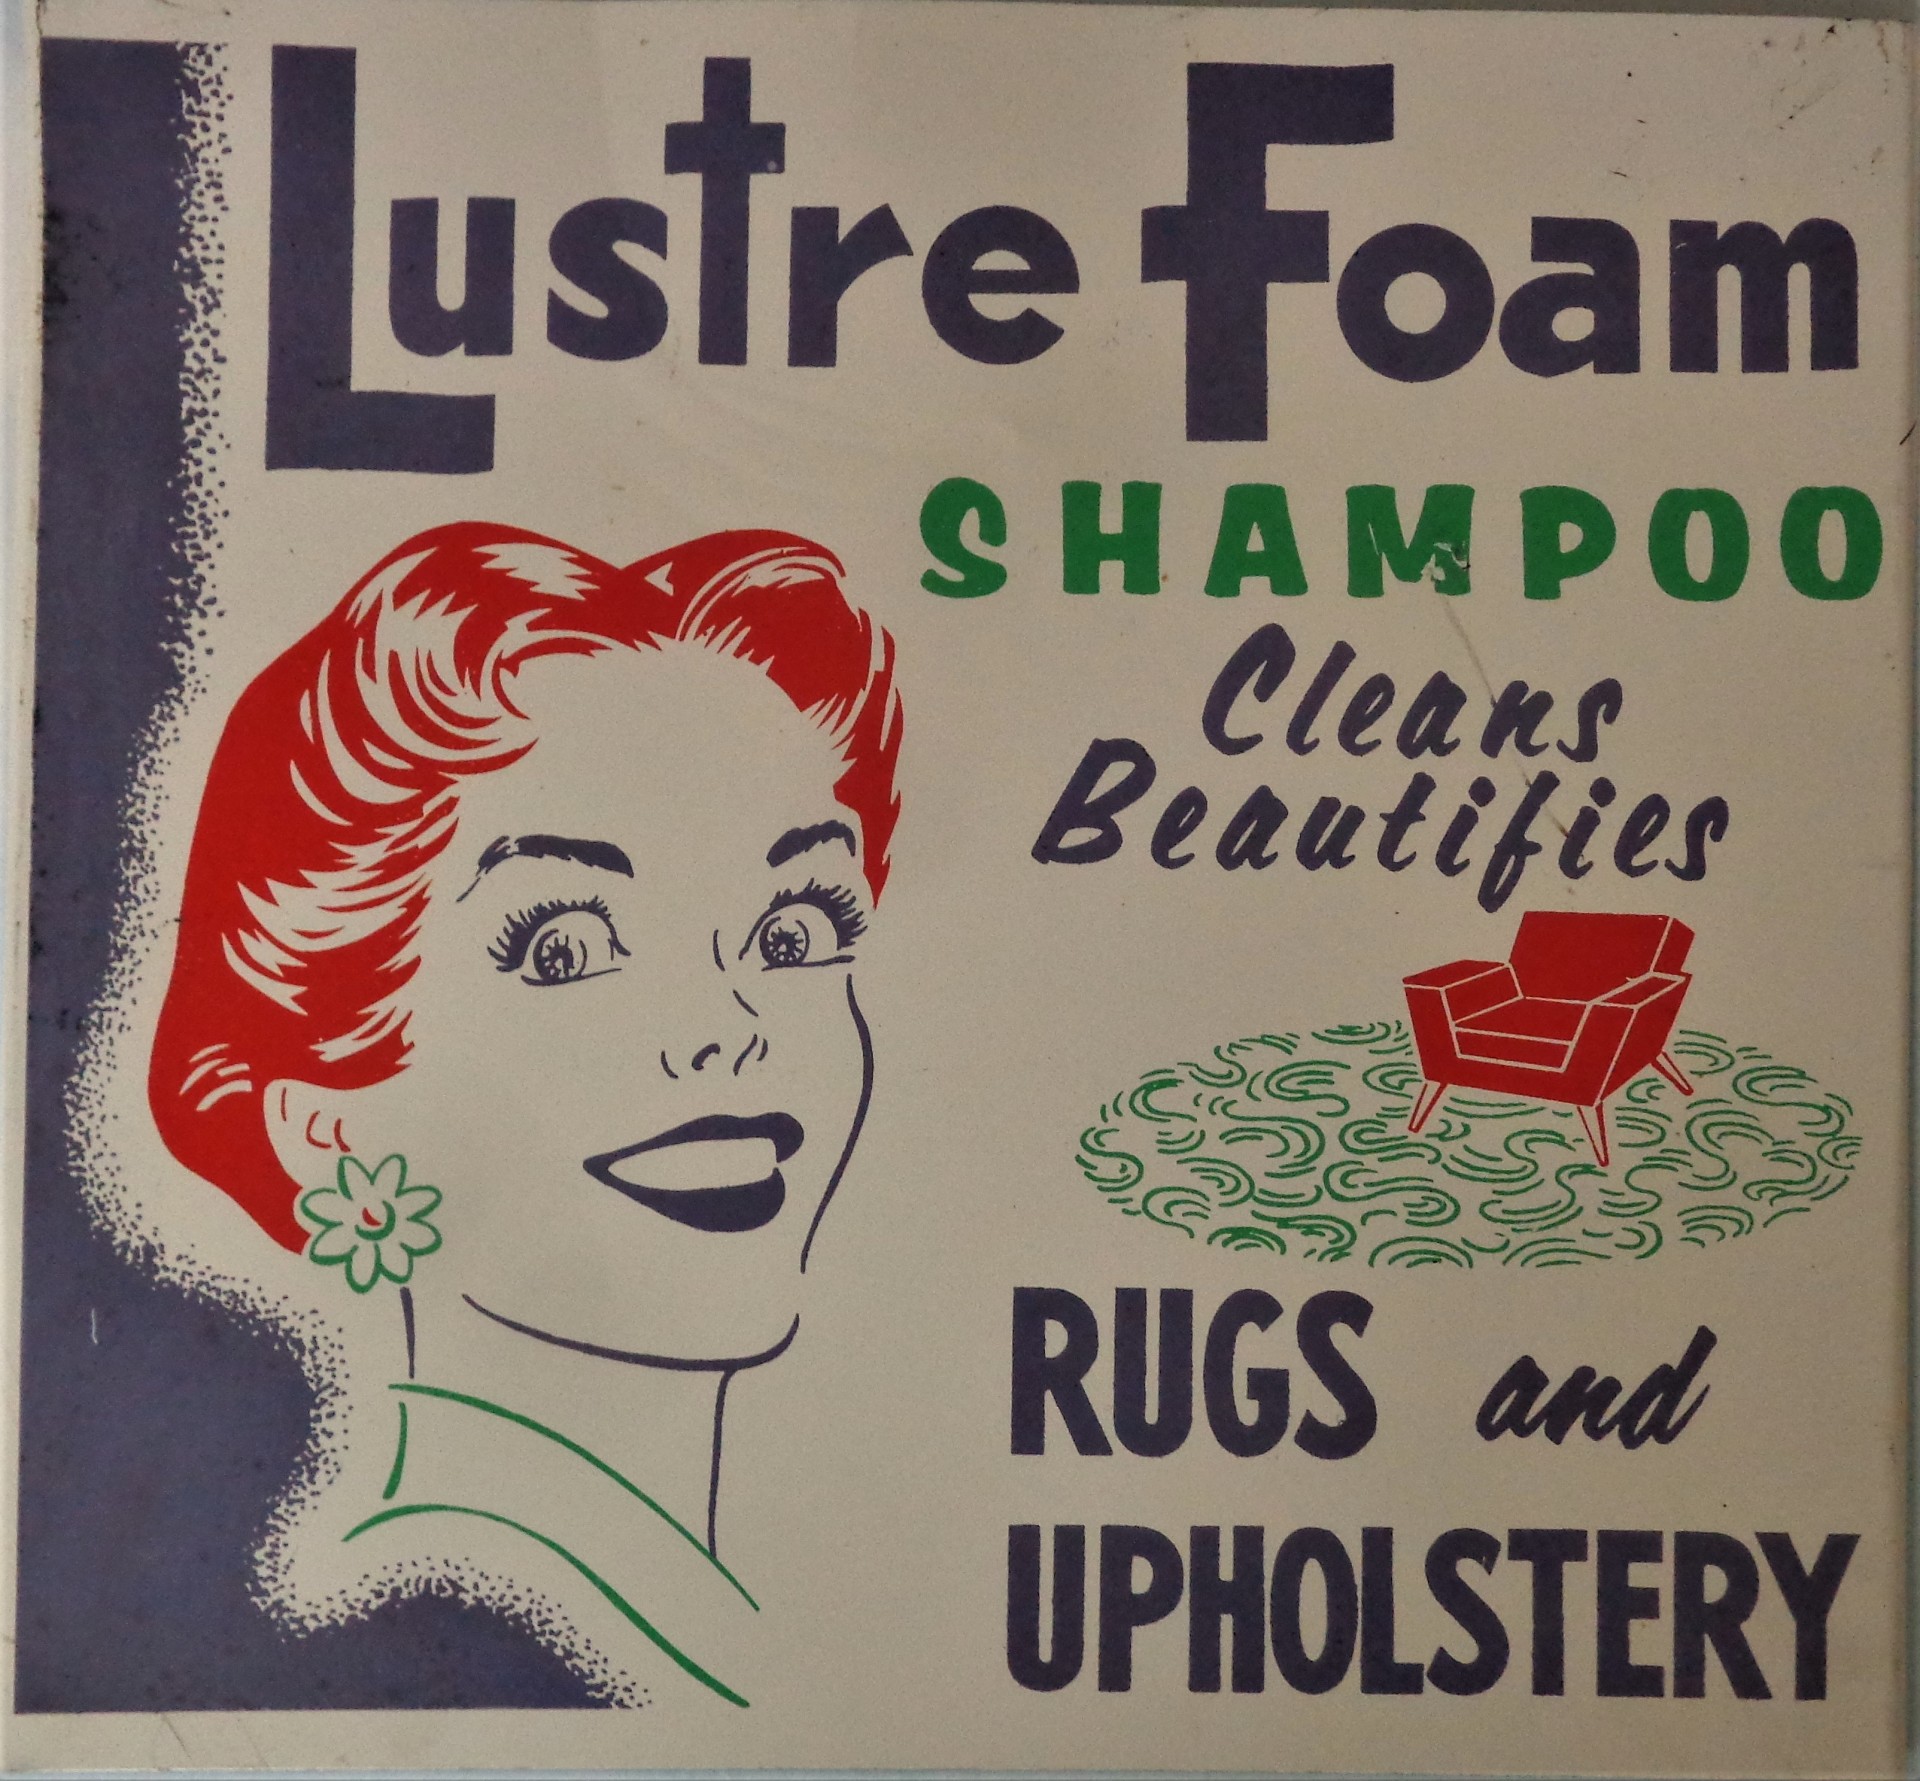 Lustre Foam
SHAMPOO
Cleans
Beautifies
RUGS and
UPHOLSTERY